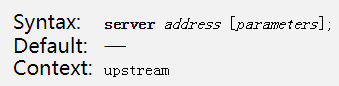 Syntax: server address [parameters];
Default: —
Context: upstream